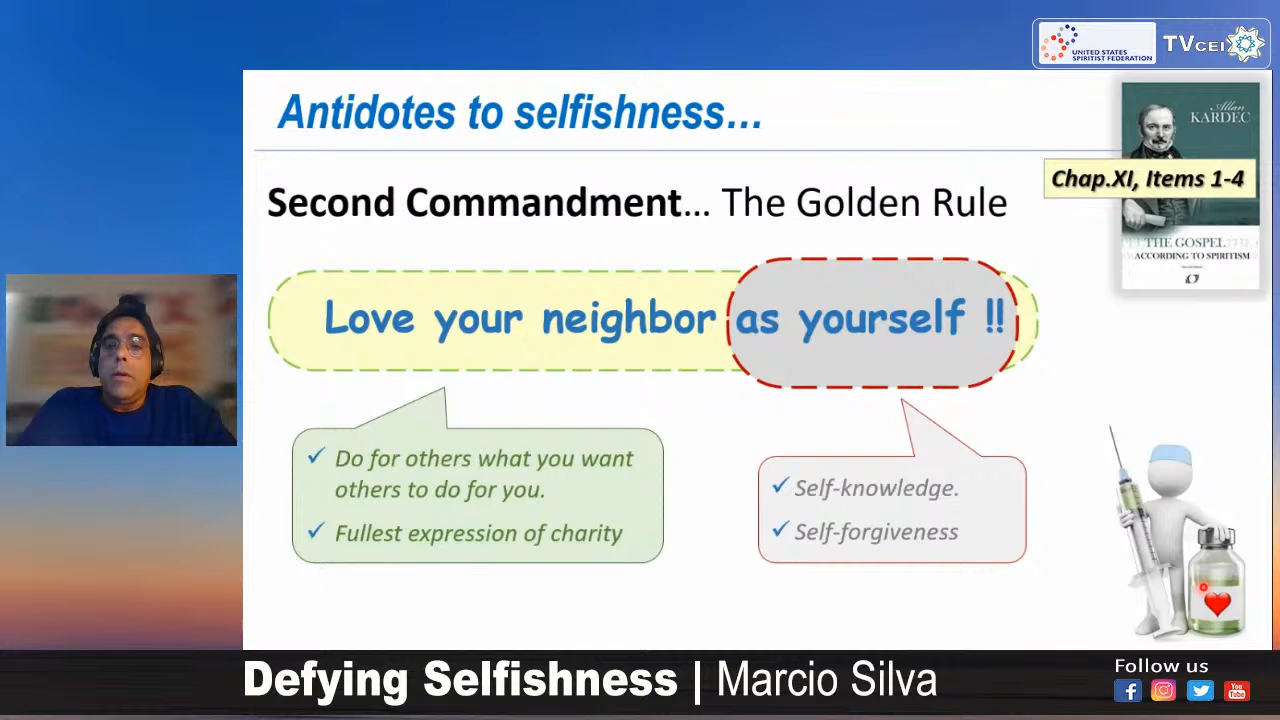 UNITED STATES
SPIRITIST FEDERATION
TVCEI
Antidotes to selfishness...
Allan
KARDEC
Chap.XI, Items 1-4
Second Commandment... The Golden Rule
THE GOSPEL
ACCORDING TO SPIRITISM
Love your neighbor as yourself !!
✓ Do for others what you want
others to do for you.
✓ Fullest expression of charity
✓ Self-knowledge.
✓ Self-forgiveness
Defying Selfishness | Marcio Silva
Follow us
You
Tube